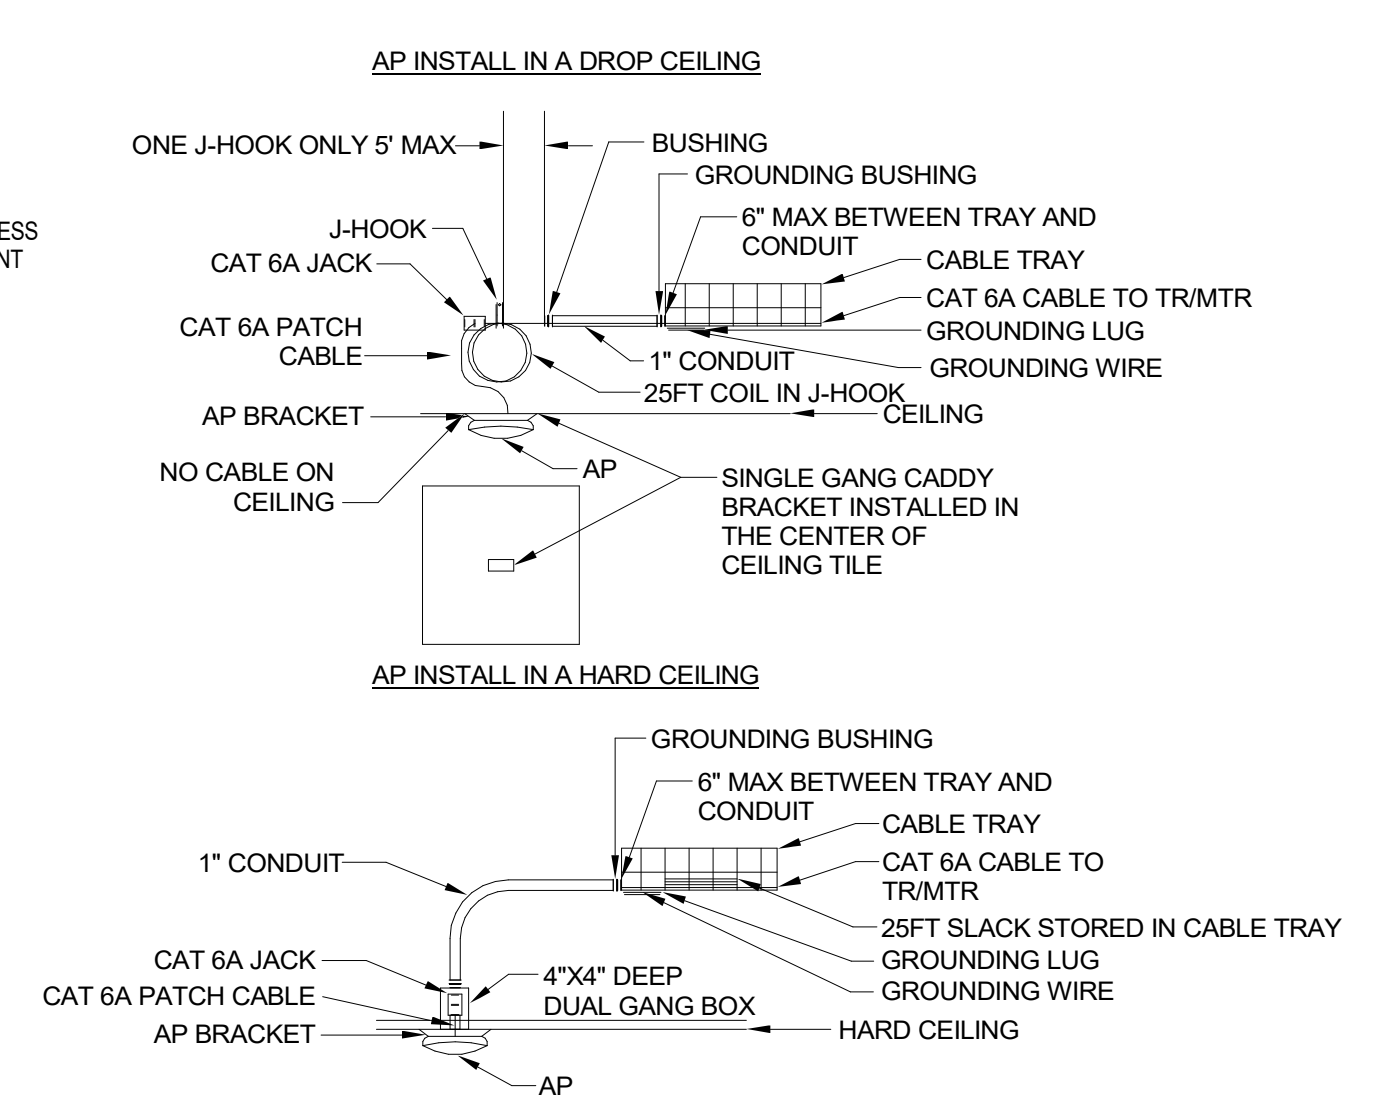 AP INSTALL IN A DROP CEILING
ONE J-HOOK ONLY 5' MAX
BUSHING
GROUNDING BUSHING
6" MAX BETWEEN TRAY AND
CONDUIT
ESS
NT
J-HOOK
CAT 6A JACK
CABLE TRAY
CAT 6A CABLE TO TR/MTR
GROUNDING LUG
GROUNDING WIRE
CAT 6A PATCH
CABLE
1" CONDUIT
25FT COIL IN J-HOOK
AP BRACKET
CEILING
NO CABLE ON
CEILING
AP
SINGLE GANG CADDY
BRACKET INSTALLED IN
THE CENTER OF
CEILING TILE
AP INSTALL IN A HARD CEILING
GROUNDING BUSHING
6" MAX BETWEEN TRAY AND
CONDUIT
CABLE TRAY
1" CONDUIT
CAT 6A CABLE TO
TR/MTR
25FT SLACK STORED IN CABLE TRAY
GROUNDING LUG
GROUNDING WIRE
CAT 6A JACK
4"X4" DEEP
DUAL GANG BOX
CAT 6A PATCH CABLE
AP BRACKET
HARD CEILING
AP